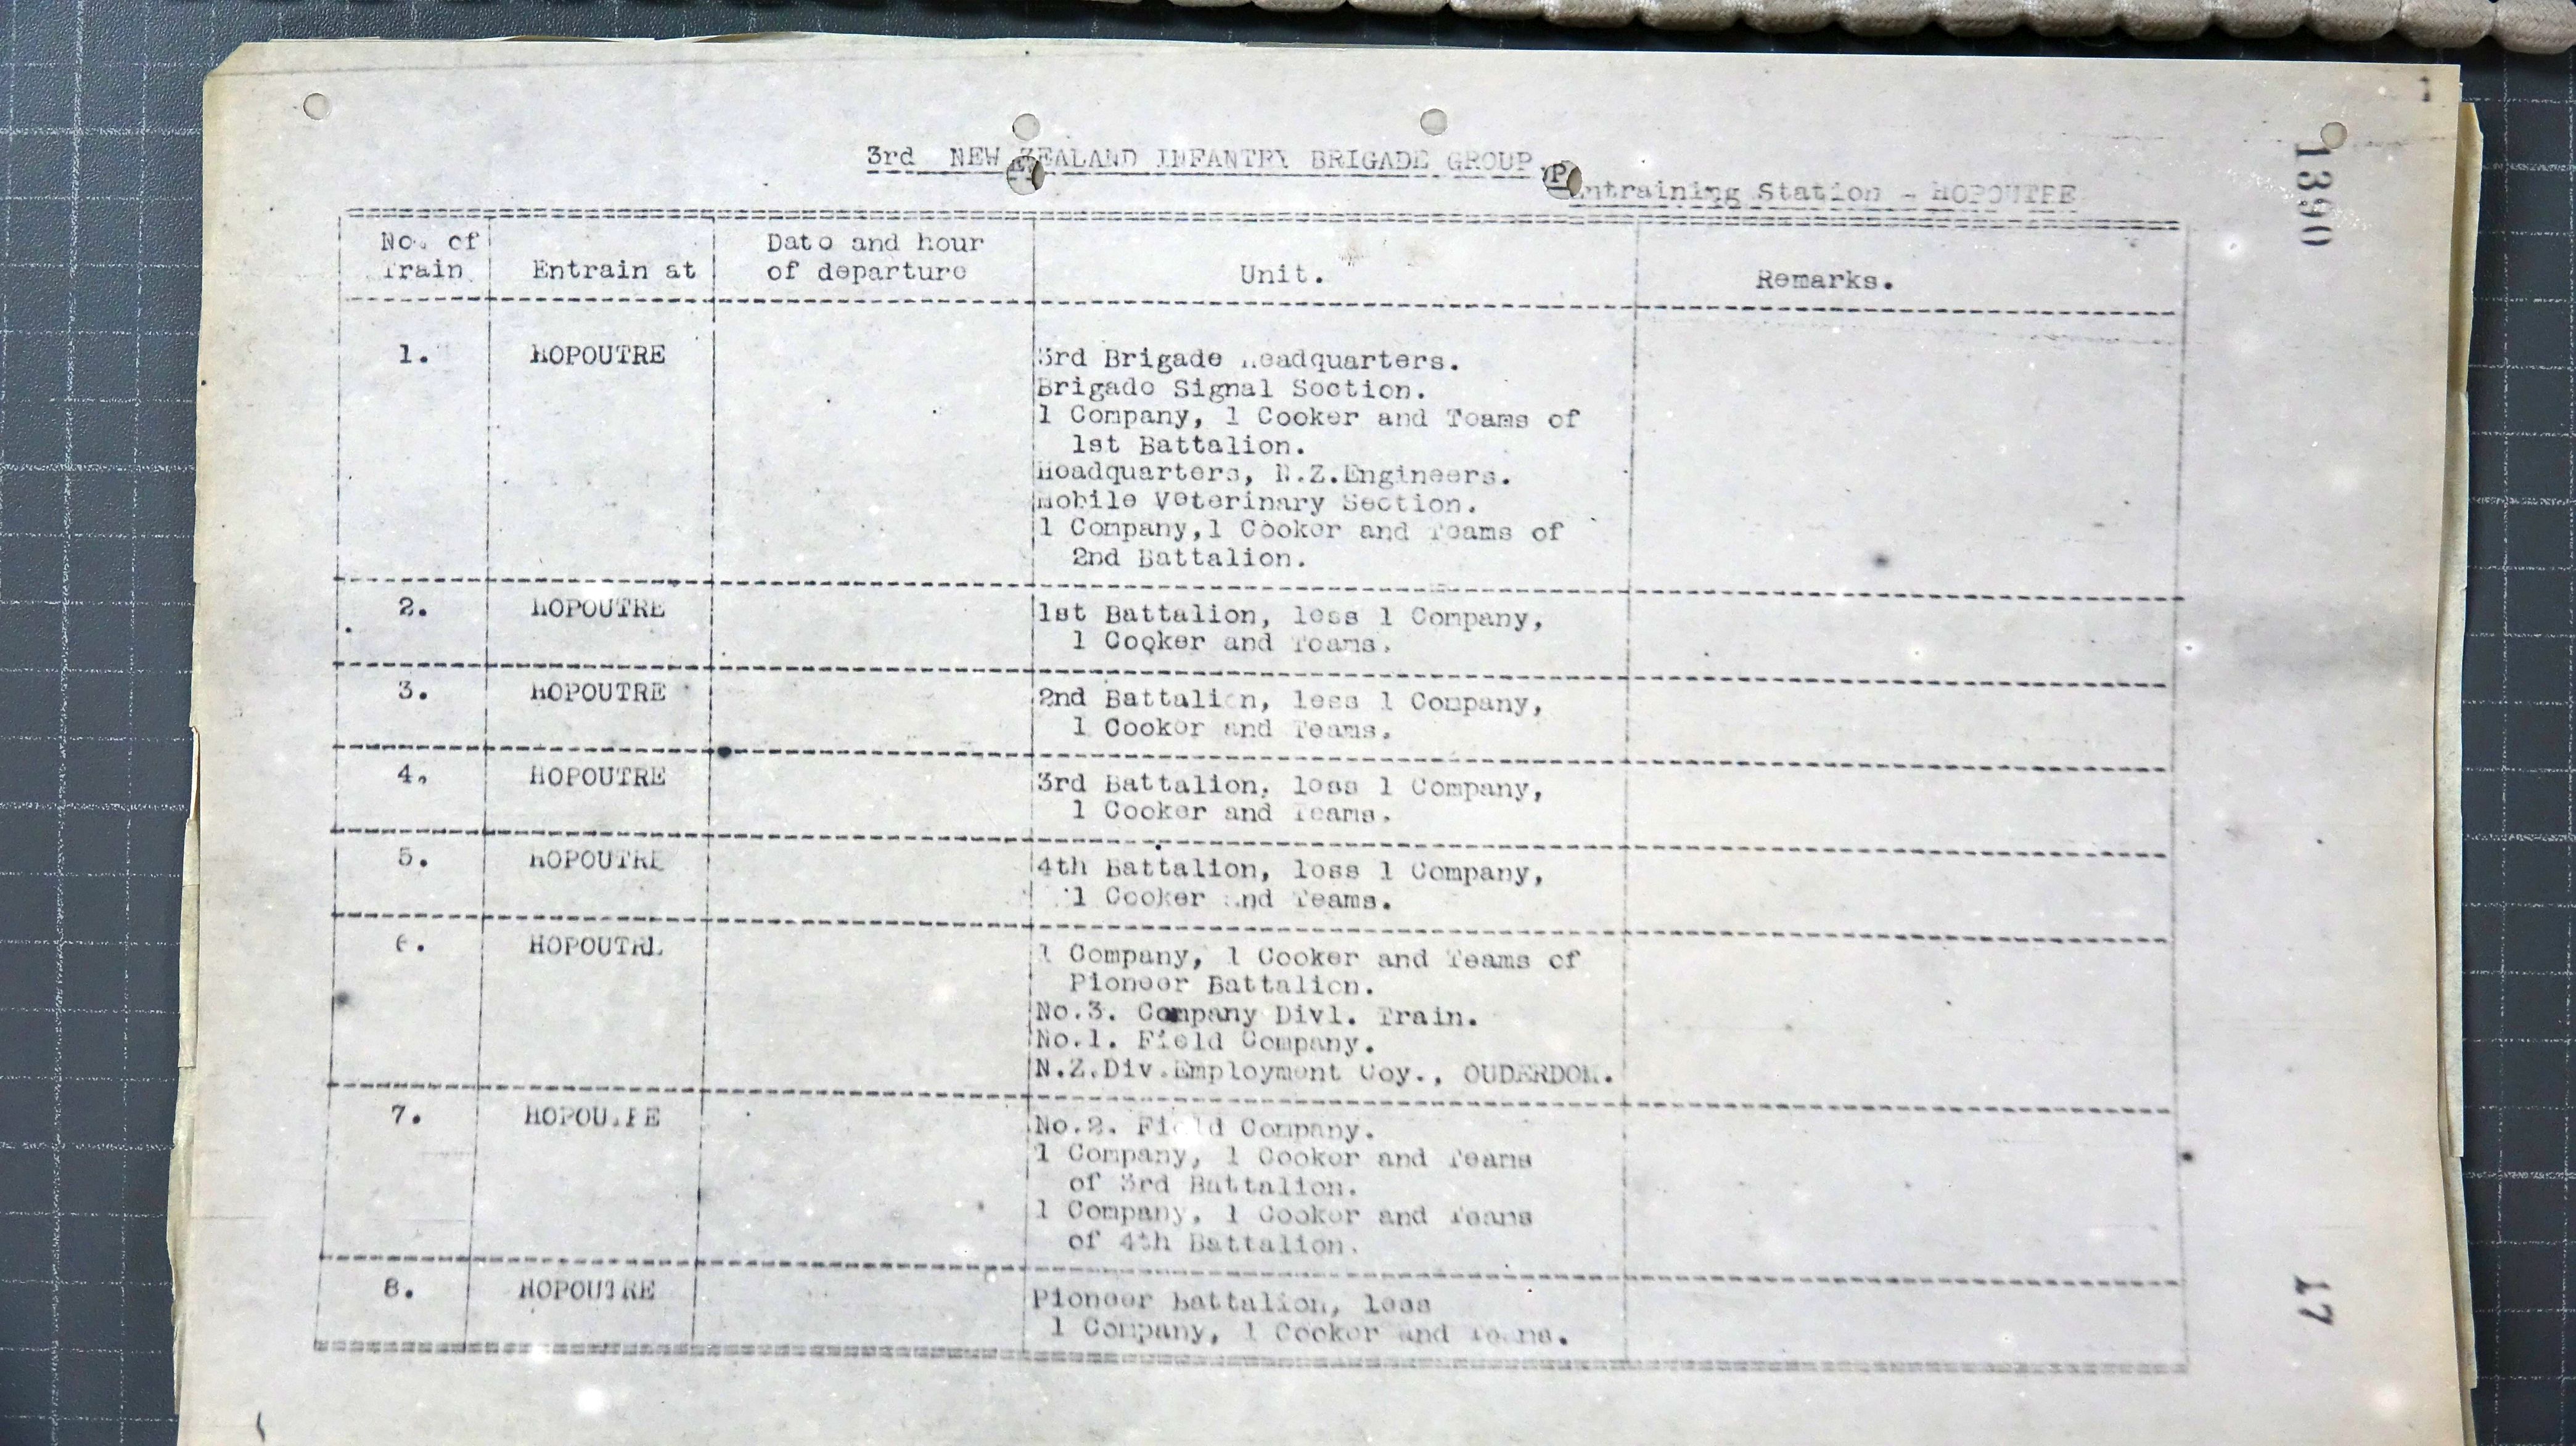 3rd NEW ZEALAND INFANTRY BRIGADE GROUP.
Entraining Station - HOPOUTRE
No. of Train Entrain at Date and hour of departure Unit. Remarks.
1. HOPOUTRE 3rd Brigade Headquarters.
Brigade Signal Section.
1 Company, 1 Cooker and Teams of
1st Battalion.
Headquarters, N.Z.Engineers.
Mobile Veterinary Section.
1 Company,1 Cooker and Teams of
2nd Battalion.
2. HOPOUTRE 1st Battalion, less 1 Company,
1 Cooker and Teams.
3. HOPOUTRE 2nd Battalion, less 1 Company,
1 Cooker and Teams.
4. HOPOUTRE 3rd Battalion, less 1 Company,
1 Cooker and Teams.
5. HOPOUTRE 4th Battalion, less 1 Company,
1 Cooker and Teams.
6. HOPOUTRE 1 Company, 1 Cooker and Teams of
Pioneer Battalion.
No.3. Company Divl. Train.
No.1. Field Company.
N.Z.Div.Employment Coy., OUDERDOM.
7. HOPOUTRE No.2. Field Company.
1 Company, 1 Cooker and Teams
of 3rd Battalion.
1 Company, 1 Cooker and Teams
of 4th Battalion.
8. HOPOUTRE Pioneer Battalion, less
1 Company, 1 Cooker and Teams.
1390
17